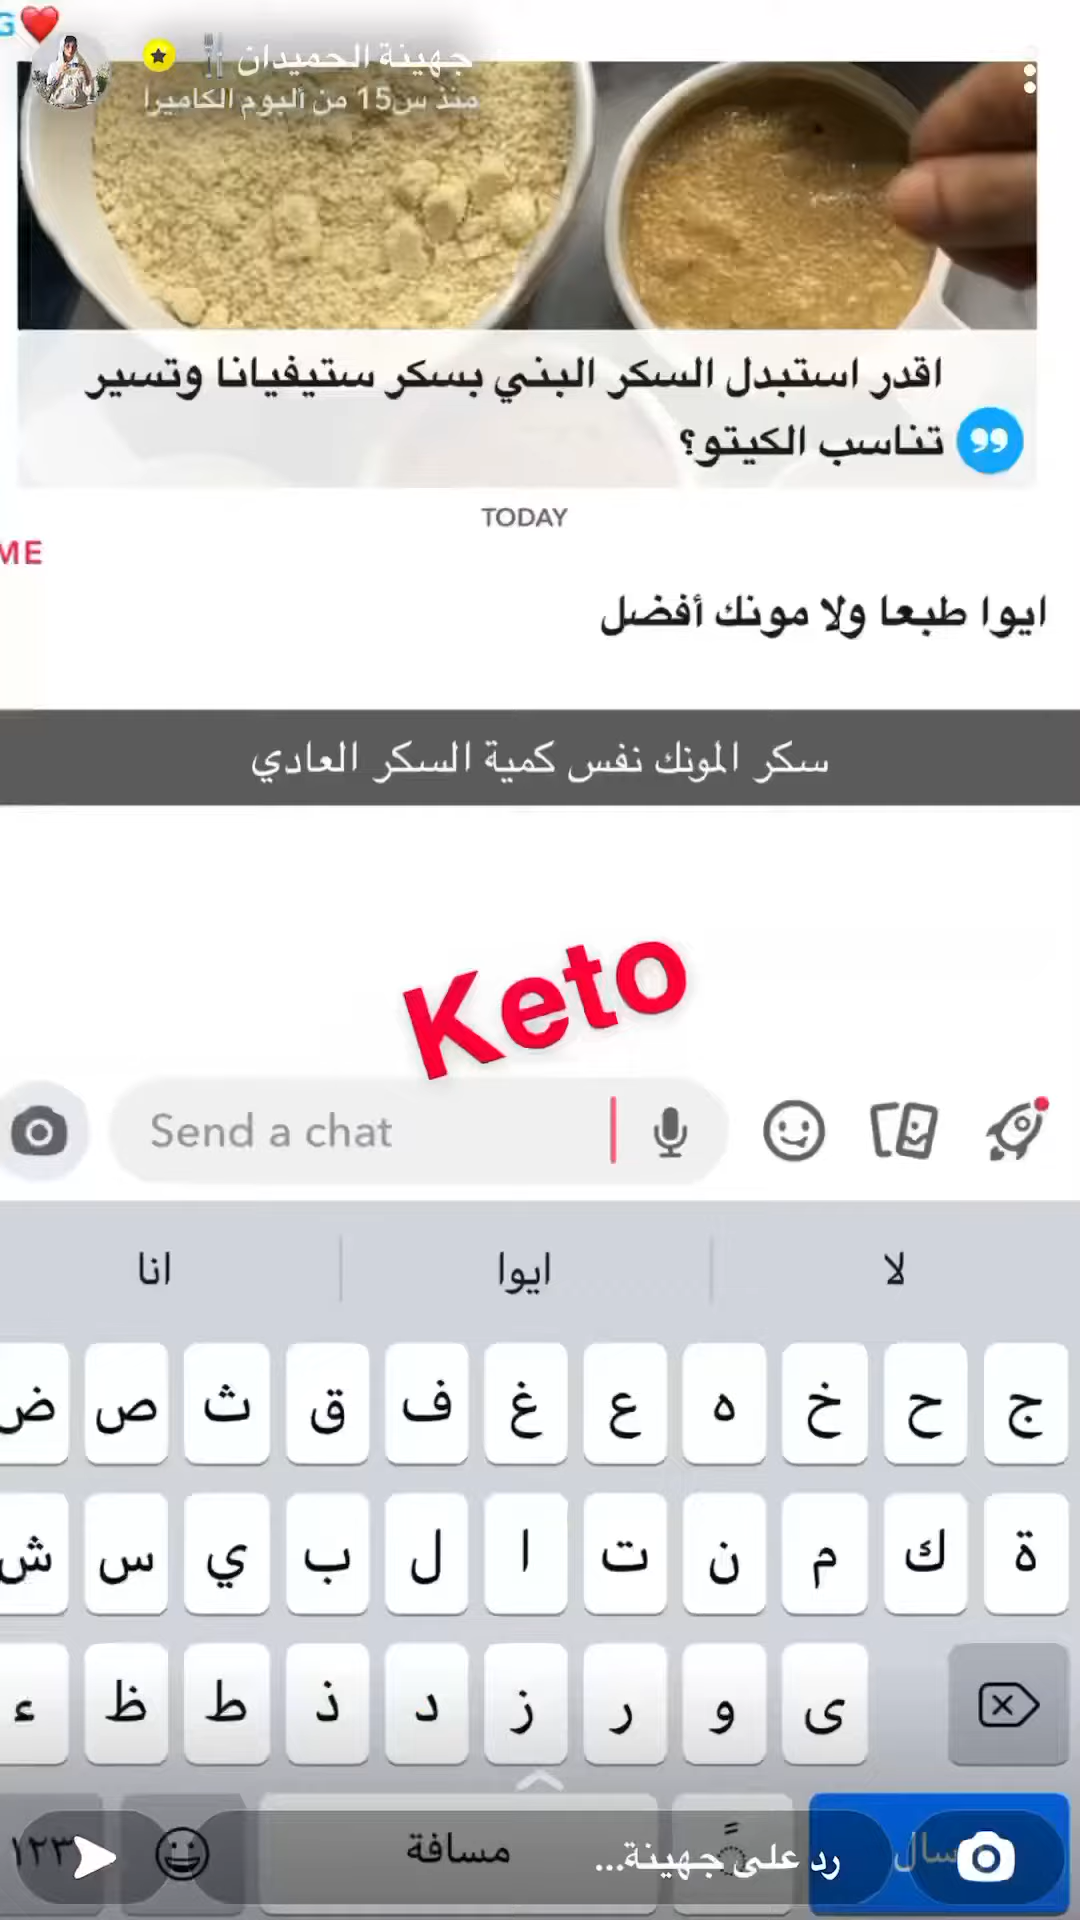 G
جهينة الحميدان
منذ س15 من ألبوم الكاميرا
اقدر استبدل السكر البني بسكر ستيفيانا وتسير
تناسب الكيتو؟
TODAY
ME
ايوا طبعا ولا مونك أفضل
سكر المونك نفس كمية السكر العادي
Keto
Send a chat
لا ايوا انا
ج ح خ ه ع غ ف ق ث ص ض
ة ك م ن ت ا ل ب ي س ش
ى و ر ز د ذ ط ظ ء
مسافة ١٢٣
رد على جهينة...